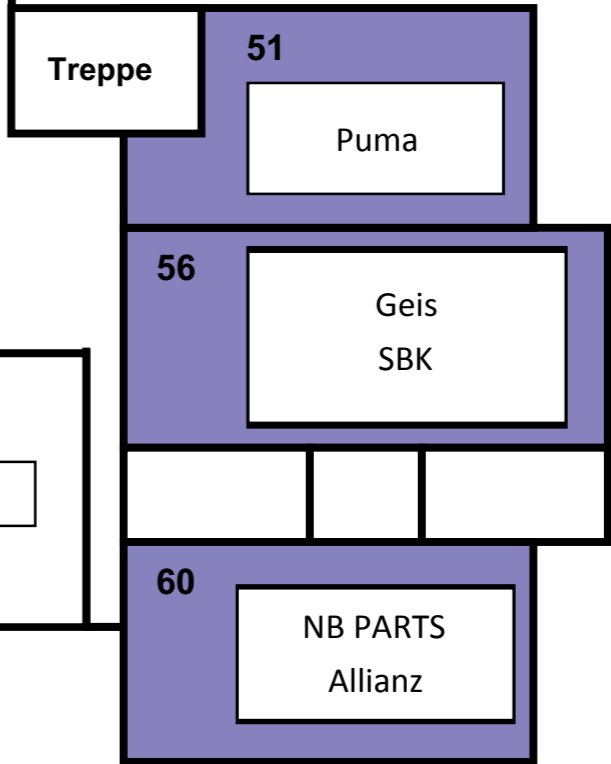 Treppe
51
Puma
56
Geis
SBK
60
NB PARTS
Allianz